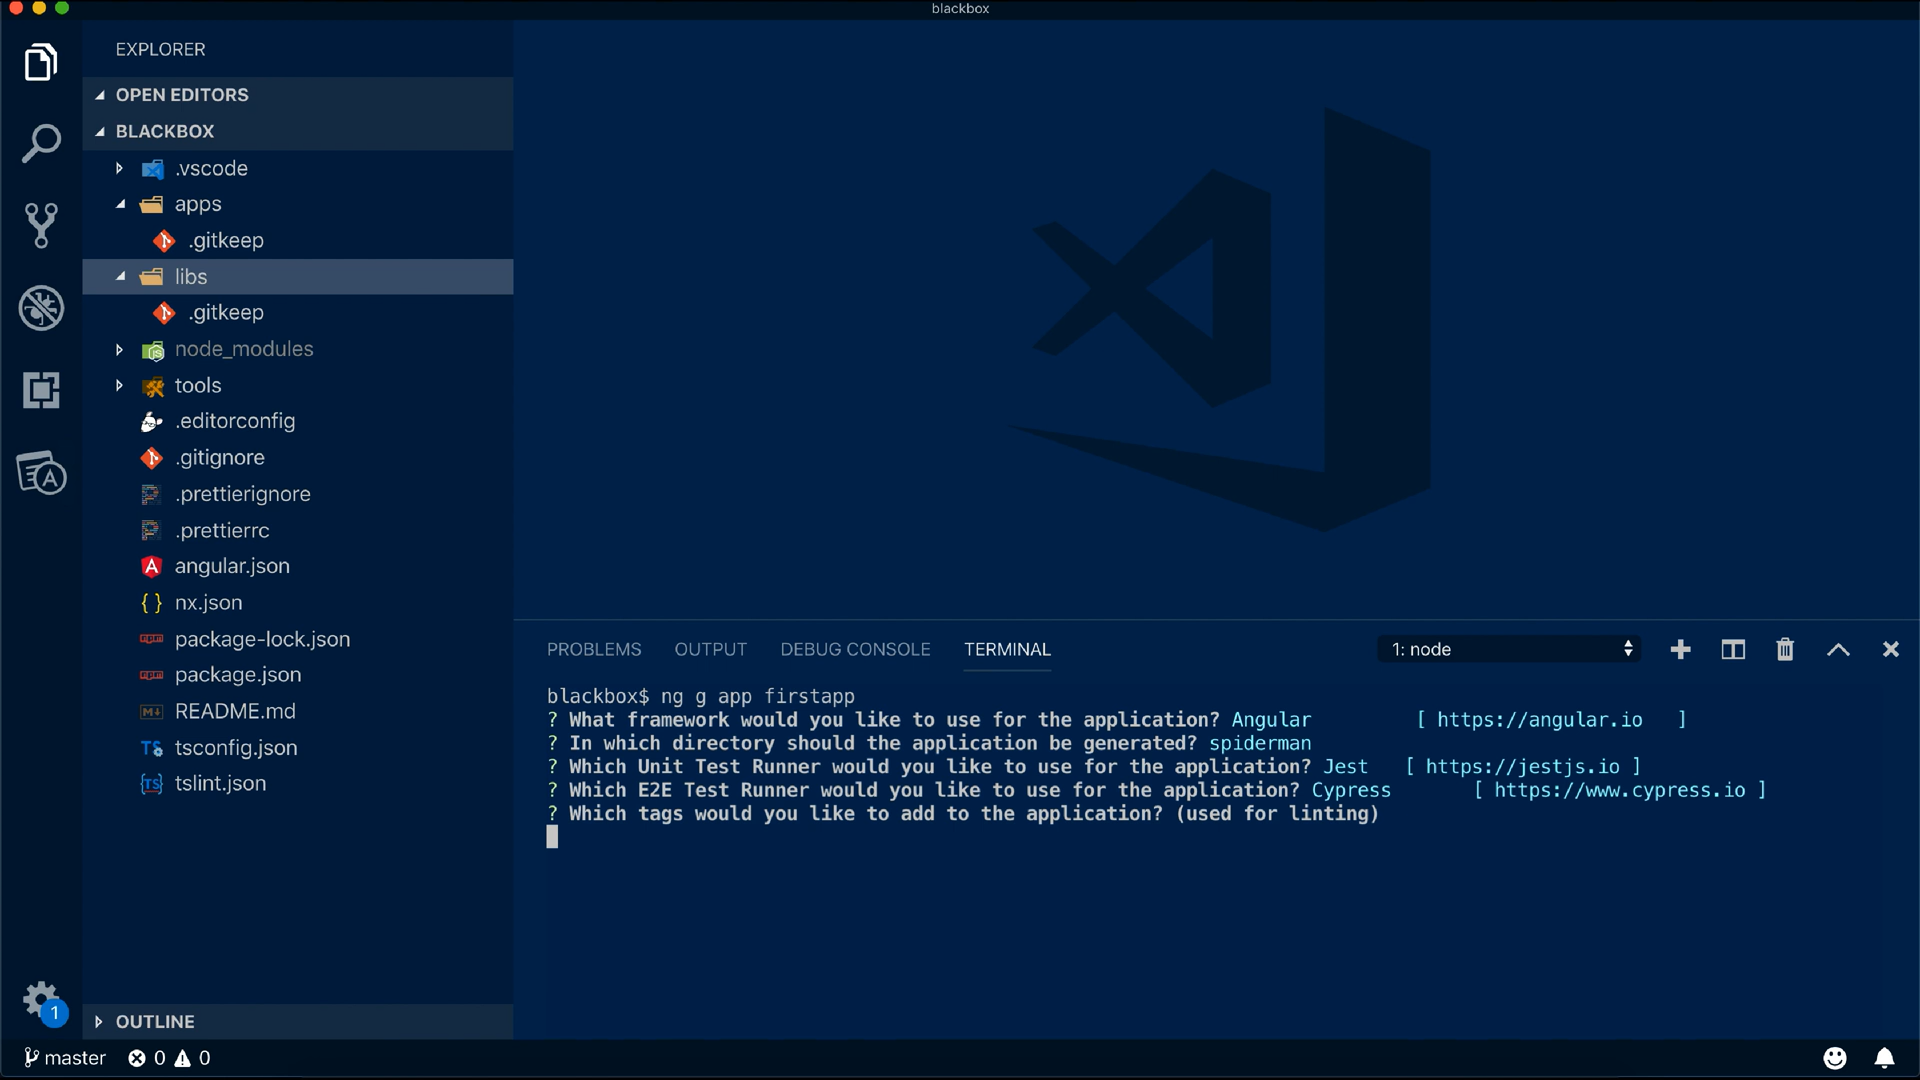 blackbox
EXPLORER
OPEN EDITORS
BLACKBOX
.vscode
apps
.gitkeep
libs
.gitkeep
node_modules
tools
.editorconfig
.gitignore
.prettierignore
.prettierrc
angular.json
nx.json
package-lock.json
package.json
README.md
tsconfig.json
tslint.json
OUTLINE
PROBLEMS OUTPUT DEBUG CONSOLE TERMINAL 1: node
blackbox$ ng g app firstapp
? What framework would you like to use for the application? Angular [ https://angular.io ]
? In which directory should the application be generated? spiderman
? Which Unit Test Runner would you like to use for the application? Jest [ https://jestjs.io ]
? Which E2E Test Runner would you like to use for the application? Cypress [ https://www.cypress.io ]
? Which tags would you like to add to the application? (used for linting)
1
master 0 0